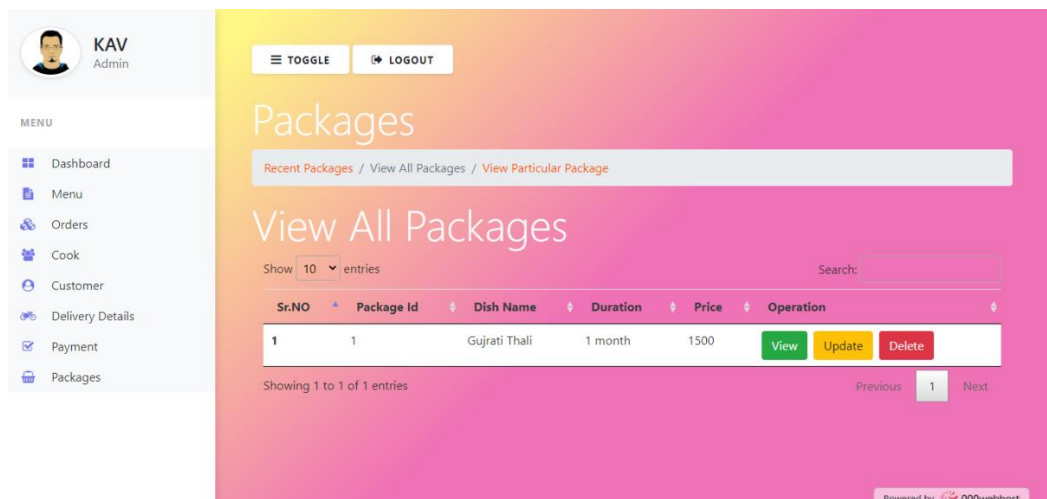 KAV
Admin
MENU
Dashboard
Menu
Orders
Cook
Customer
Delivery Details
Payment
Packages
TOGGLE LOGOUT
Packages
Recent Packages / View All Packages / View Particular Package
View All Packages
Show 10 entries Search:
Sr.NO Package Id Dish Name Duration Price Operation
1 1 Gujrati Thali 1 month 1500 View Update Delete
Showing 1 to 1 of 1 entries Previous 1 Next
Powered by 000webhost